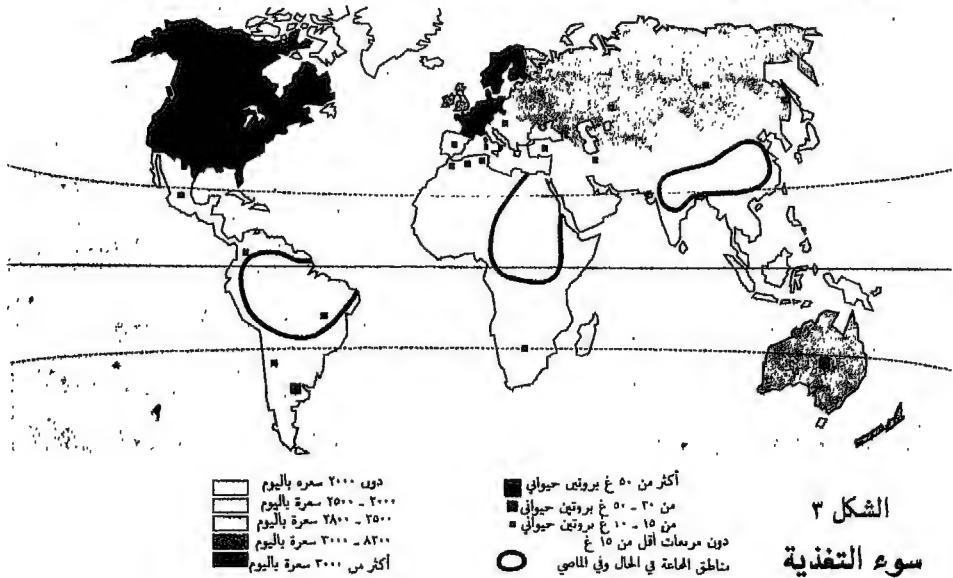 الشكل ٣
سوء التغذية
أكثر من ٥٠ غ بروتين حيواني
من ٣٠ ـ ٥٠ غ بروتين حيواني
من ١٥ ـ ١٠ غ بروتين حيواني
دون مربعات أقل من ١٥ غ
مناطق المجاعة في الحال وفي الماضي
دون ٢٠٠٠ سعره باليوم
٢٠٠٠ ـ ٢٥٠٠ سعرة باليوم
٢٥٠٠ ـ ٢٨٠٠ سعرة باليوم
٨٢٠٠ ـ ٣٠٠٠ سعرة باليوم
أكثر من ٣٠٠٠ سعرة باليوم